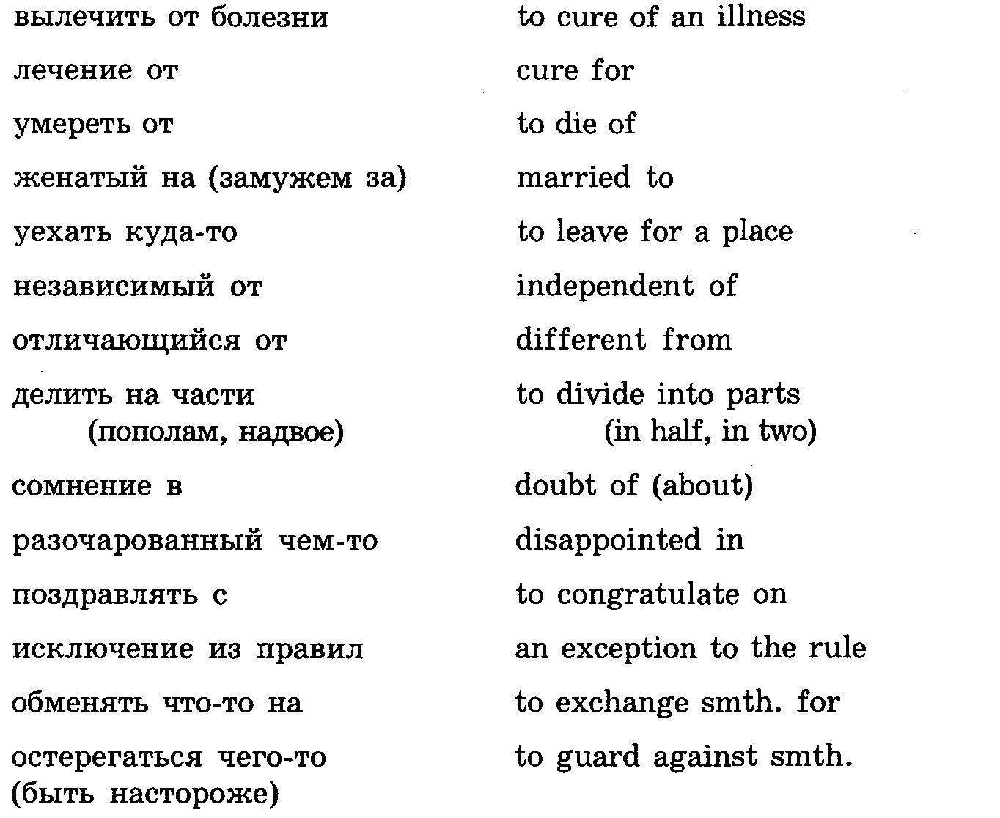 вылечить от болезни to cure of an illness
лечение от cure for
умереть от to die of
женатый на (замужем за) married to
уехать куда-то to leave for a place
независимый от independent of
отличающийся от different from
делить на части to divide into parts
(пополам, надвое) (in half, in two)
сомнение в doubt of (about)
разочарованный чем-то disappointed in
поздравлять с to congratulate on
исключение из правил an exception to the rule
обменять что-то на to exchange smth. for
остерегаться чего-то to guard against smth.
(быть настороже)